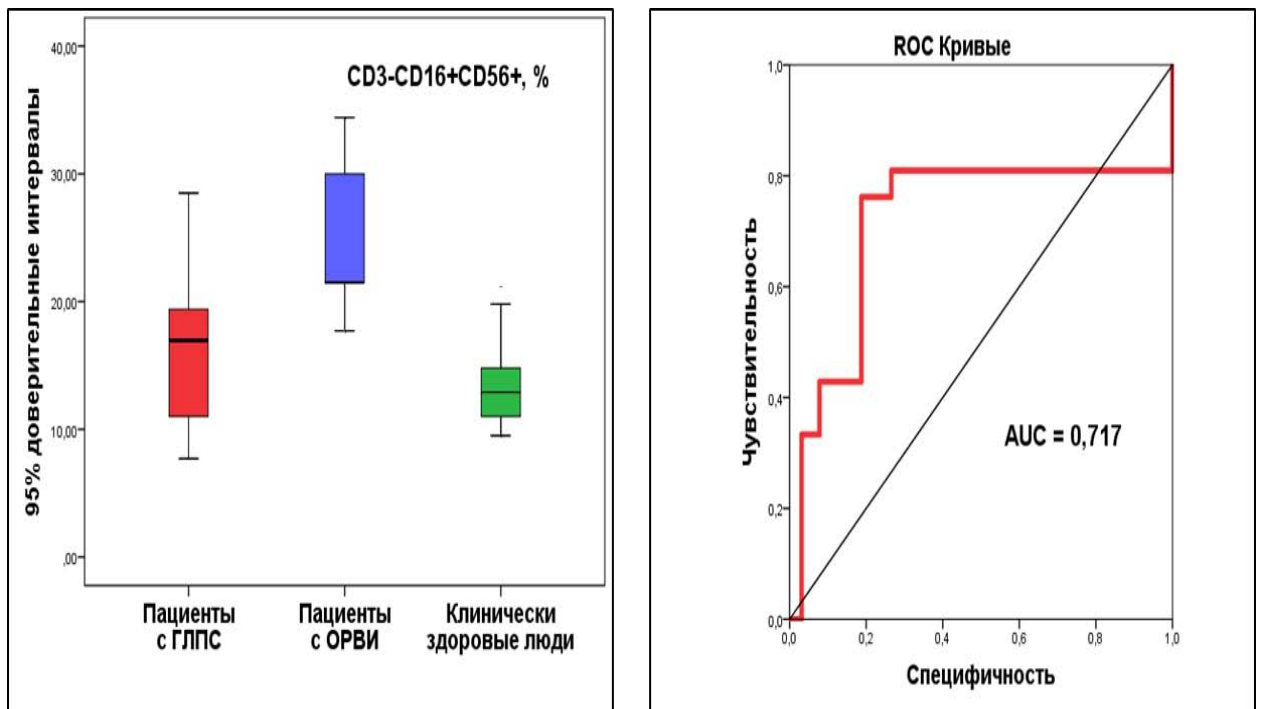 40,00
CD3-CD16+CD56+, %
30,00
20,00
10,00
,00
95% доверительные интервалы
Пациенты
с ГЛПС
Пациенты
с ОРВИ
Клинически
здоровые люди
ROC Кривые
1,0
0,8
0,6
0,4
0,2
0,0
Чувствительность
AUC = 0,717
0,0 0,2 0,4 0,6 0,8 1,0
Специфичность